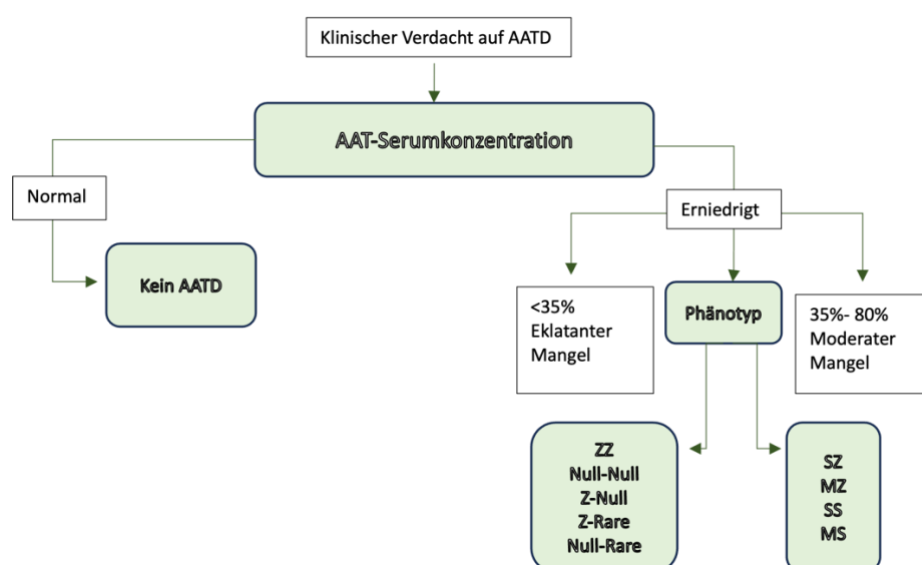 Klinischer Verdacht auf AATD
AAT-Serumkonzentration
Normal
Erniedrigt
Kein AATD
<35%
Eklatanter
Mangel
Phänotyp
35%- 80%
Moderater
Mangel
ZZ
Null-Null
Z-Null
Z-Rare
Null-Rare
SZ
MZ
SS
MS